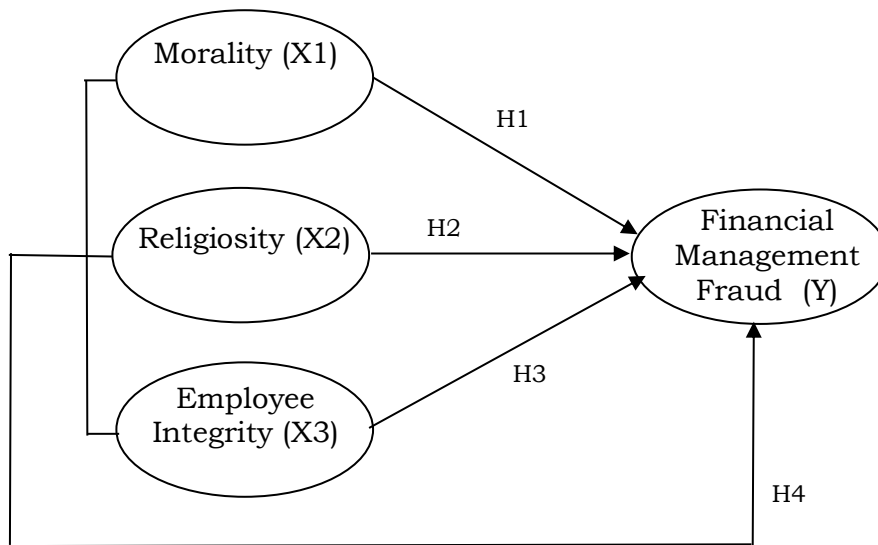 Morality (X1)
H1
Religiosity (X2)
H2
Financial
Management
Fraud (Y)
Employee
Integrity (X3)
H3
H4